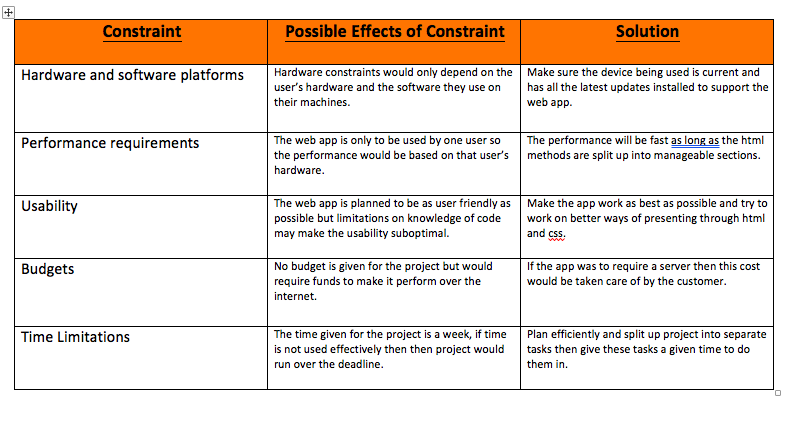 Constraint
Possible Effects of Constraint
Solution
Hardware and software platforms
Hardware constraints would only depend on the
user's hardware and the software they use on
their machines.
Make sure the device being used is current and
has all the latest updates installed to support the
web app.
Performance requirements
The web app is only to be used by one user so
the performance would be based on that user's
hardware.
The performance will be fast as long as the html
methods are split up into manageable sections.
Usability
The web app is planned to be as user friendly as
possible but limitations on knowledge of code
may make the usability suboptimal.
Make the app work as best as possible and try to
work on better ways of presenting through html
and css.
Budgets
No budget is given for the project but would
require funds to make it perform over the
internet.
If the app was to require a server then this cost
would be taken care of by the customer.
Time Limitations
The time given for the project is a week, if time
is not used effectively then then project would
run over the deadline.
Plan efficiently and split up project into separate
tasks then give these tasks a given time to do
them in.